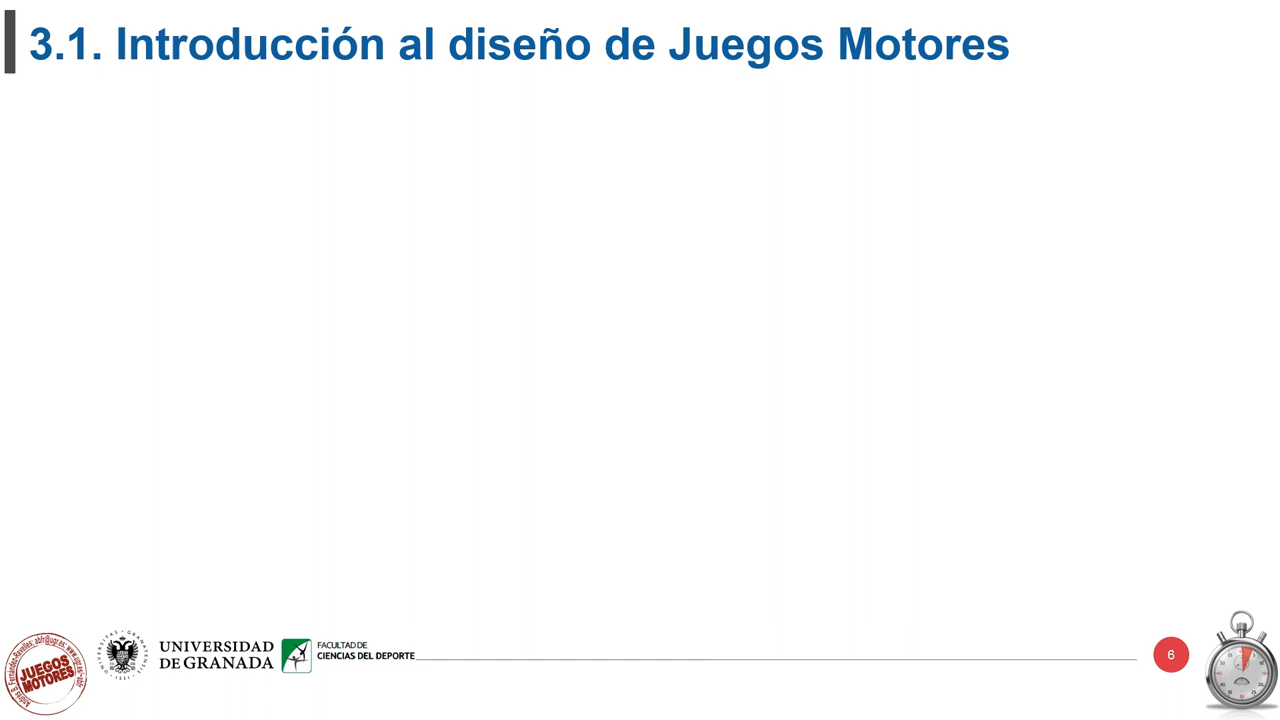 3.1. Introducción al diseño de Juegos Motores
JUEGOS
MOTORES
UNIVERSIDAD
DE GRANADA
FACULTAD DE
CIENCIAS DEL DEPORTE
6